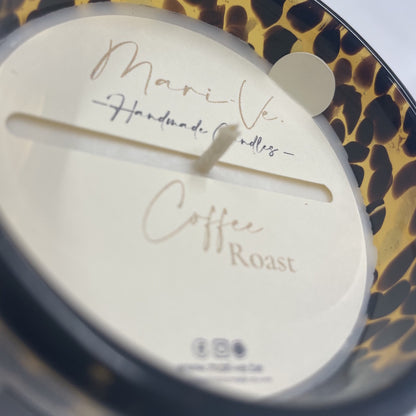 Mari-Ve.
-Handmade Candles-
Coffee
Roast